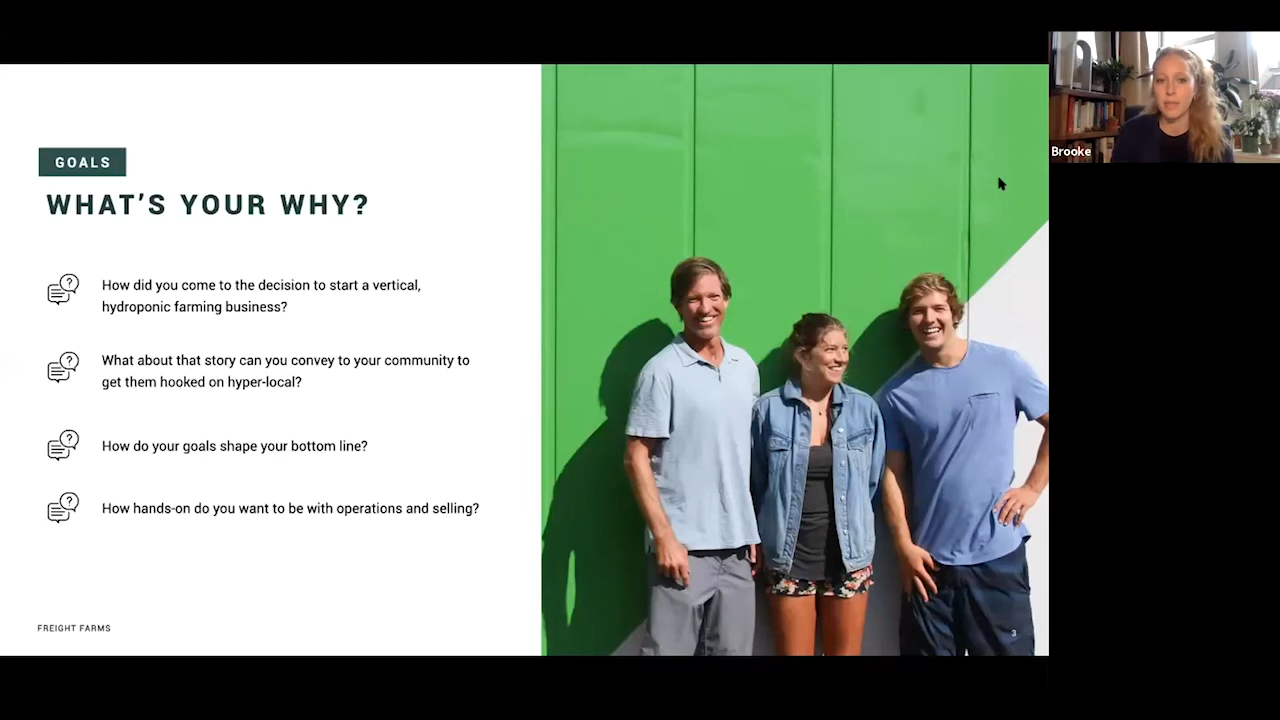 GOALS
WHAT'S YOUR WHY?
How did you come to the decision to start a vertical,
hydroponic farming business?
What about that story can you convey to your community to
get them hooked on hyper-local?
How do your goals shape your bottom line?
How hands-on do you want to be with operations and selling?
FREIGHT FARMS
3
Brooke